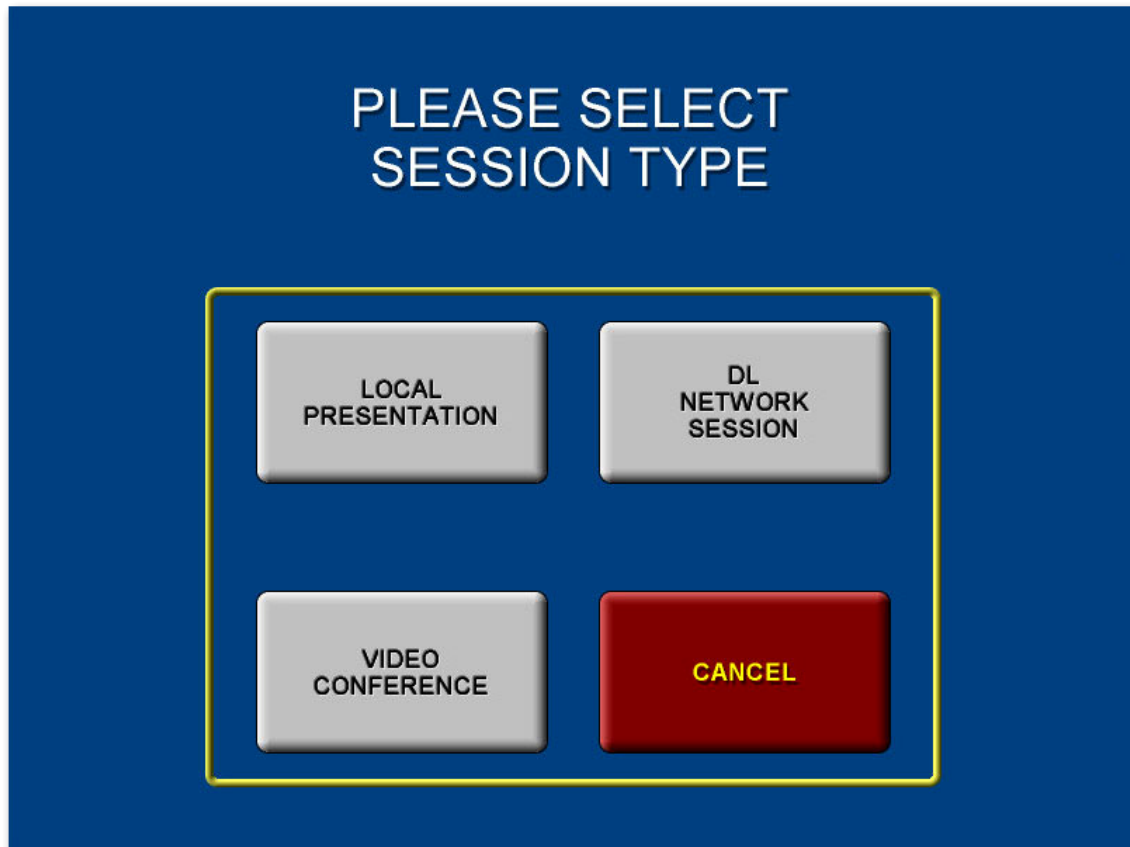 PLEASE SELECT
SESSION TYPE
LOCAL
PRESENTATION
DL
NETWORK
SESSION
VIDEO
CONFERENCE
CANCEL